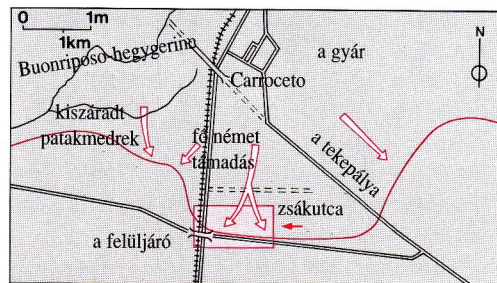 0 1m
1km
N
Buonriposo-hegygerinc
a gyár
Carroceto
kiszáradt
patakmedrek
fő német
támadás
a tekepálya
zsákutca
a felüljáró